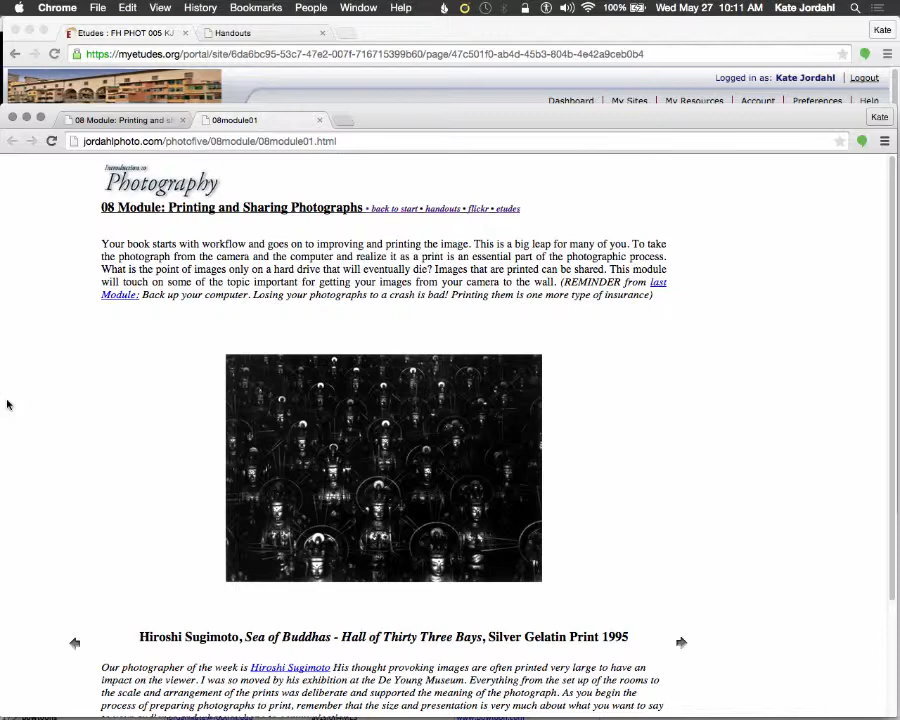 Chrome File Edit View History Bookmarks People Window Help 100% Wed May 27 10:11 AM Kate Jordahl
Etudes : FH PHOT 005 KJ Handouts Kate
https://myetudes.org/portal/site/6da6bc95-53c7-47e2-007f-716715399b60/page/47c501f0-ab4d-45b3-804b-4e42a9ceb0b4
Logged in as: Kate Jordahl | Logout
Dashboard | My Sites | My Resources | Account | Preferences | Help
08 Module: Printing and sh 08module01 Kate
jordahlphoto.com/photofive/08module/08module01.html
Introduction to
Photography
08 Module: Printing and Sharing Photographs • back to start • handouts • flickr • etudes
Your book starts with workflow and goes on to improving and printing the image. This is a big leap for many of you. To take
the photograph from the camera and the computer and realize it as a print is an essential part of the photographic process.
What is the point of images only on a hard drive that will eventually die? Images that are printed can be shared. This module
will touch on some of the topic important for getting your images from your camera to the wall. (REMINDER from last
Module: Back up your computer. Losing your photographs to a crash is bad! Printing them is one more type of insurance)
Hiroshi Sugimoto, Sea of Buddhas - Hall of Thirty Three Bays, Silver Gelatin Print 1995
Our photographer of the week is Hiroshi Sugimoto His thought provoking images are often printed very large to have an
impact on the viewer. I was so moved by his exhibition at the De Young Museum. Everything from the set up of the rooms to
the scale and arrangement of the prints was deliberate and supported the meaning of the photograph. As you begin the
process of preparing photographs to print, remember that the size and presentation is very much about what you want to say